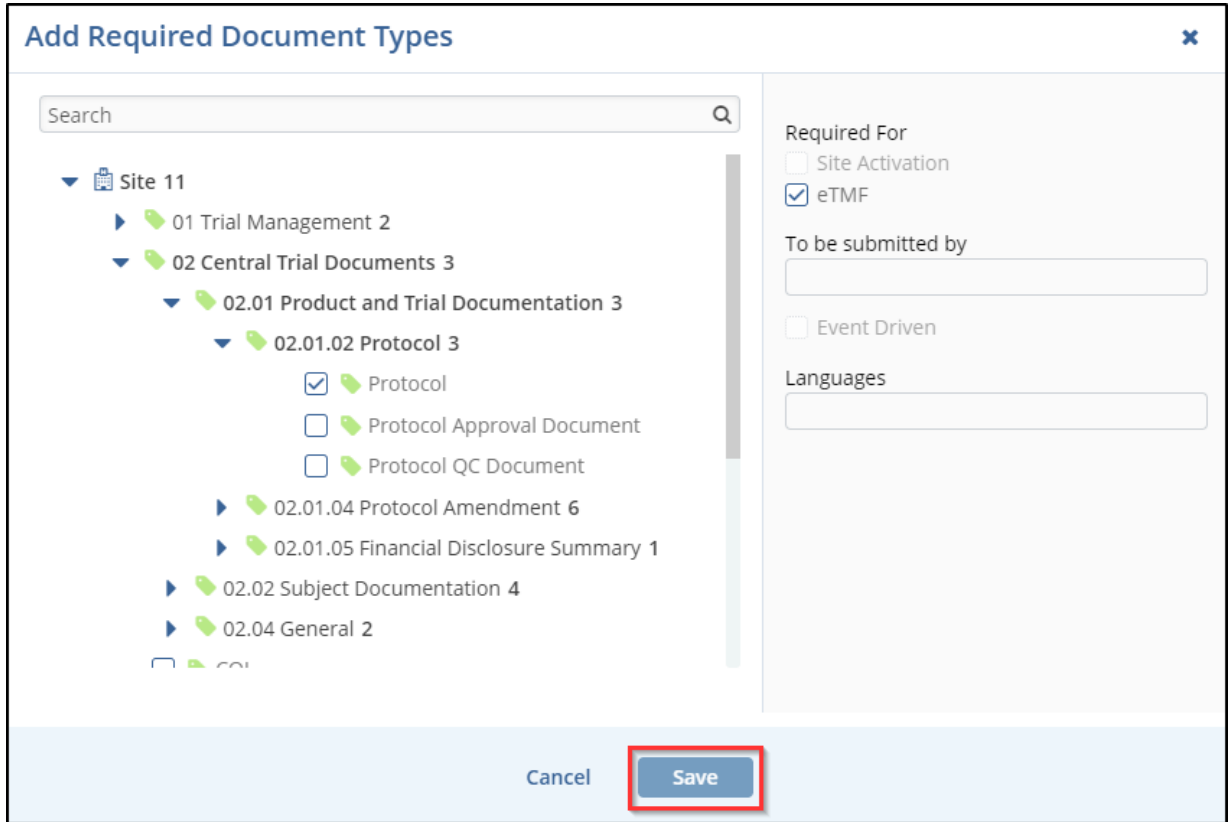 Add Required Document Types
Search
Site 11
01 Trial Management 2
02 Central Trial Documents 3
02.01 Product and Trial Documentation 3
02.01.02 Protocol 3
Protocol
Protocol Approval Document
Protocol QC Document
02.01.04 Protocol Amendment 6
02.01.05 Financial Disclosure Summary 1
02.02 Subject Documentation 4
02.04 General 2
Required For
Site Activation
eTMF
To be submitted by
Event Driven
Languages
Cancel
Save